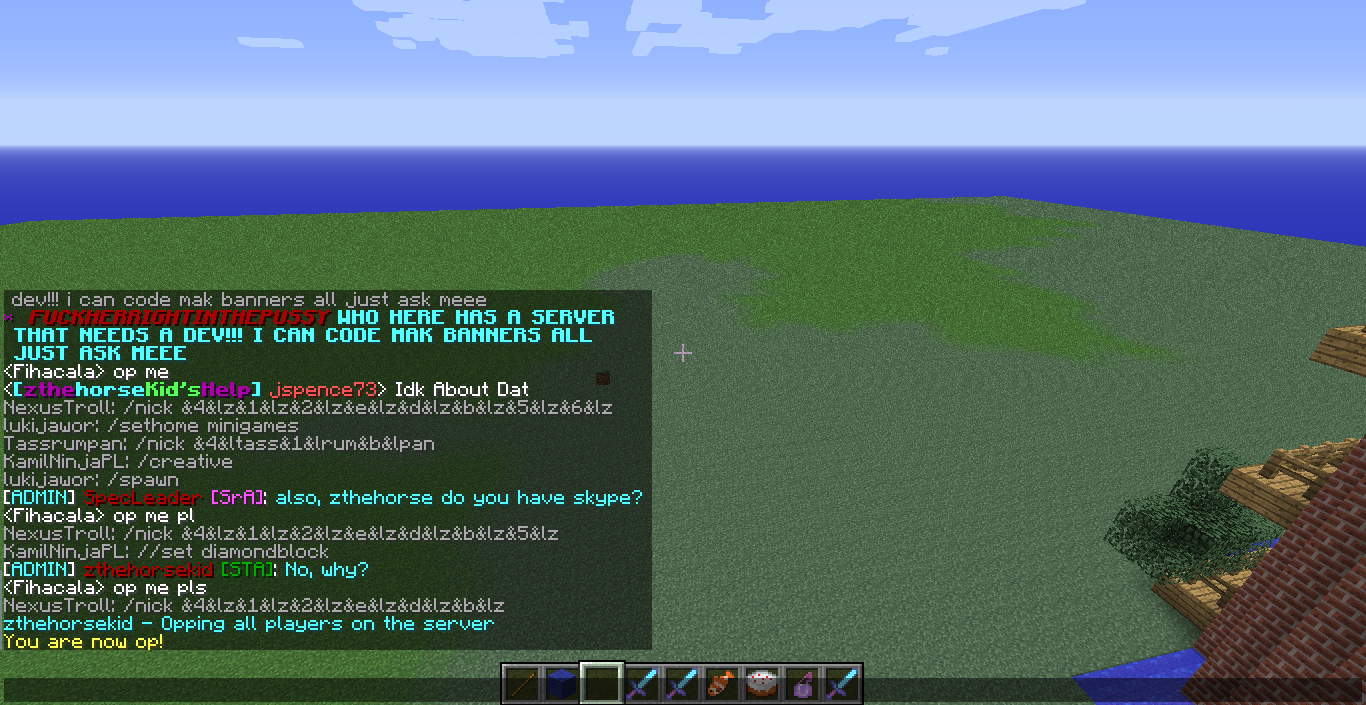 dev!!! i can code mak banners all just ask meee
* FUCKHERRIGHTINTHEPUSSY WHO HERE HAS A SERVER
THAT NEEDS A DEV!!! I CAN CODE MAK BANNERS ALL
JUST ASK MEEE
<Fihacala> op me
<[zthehorseKid'sHelp] jspence73> Idk About Dat
NexusTroll: /nick &4&lz&1&lz&2&lz&e&lz&d&lz&b&lz&5&lz&6&lz
lukijawor: /sethome minigames
Tassrumpan: /nick &4&ltass&1&lrum&b&lpan
KamilNinjaPL: /creative
lukijawor: /spawn
[ADMIN] SpecLeader [SrA]: also, zthehorse do you have skype?
<Fihacala> op me pl
NexusTroll: /nick &4&lz&1&lz&2&lz&e&lz&d&lz&b&lz&5&lz
KamilNinjaPL: //set diamondblock
[ADMIN] zthehorsekid [STA]: No, why?
<Fihacala> op me pls
NexusTroll: /nick &4&lz&1&lz&2&lz&e&lz&d&lz&b&lz
zthehorsekid - Opping all players on the server
You are now op!